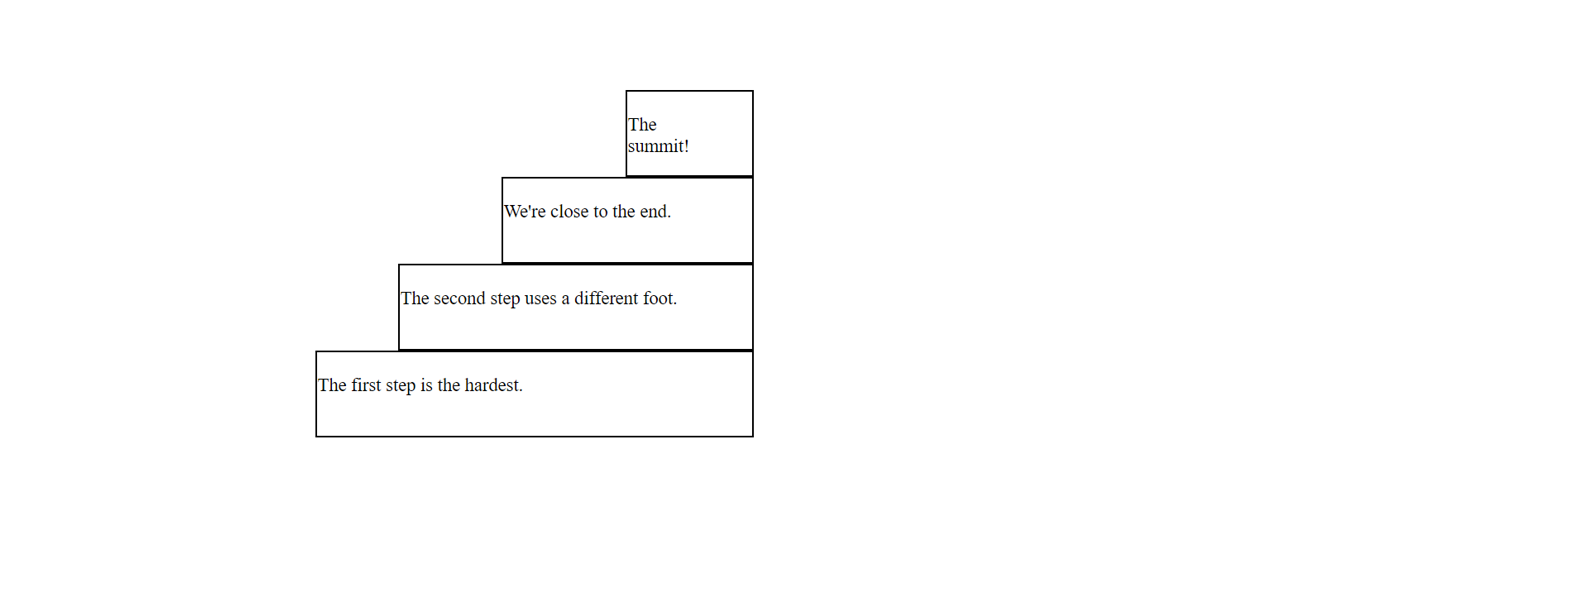 The
summit!
We're close to the end.
The second step uses a different foot.
The first step is the hardest.